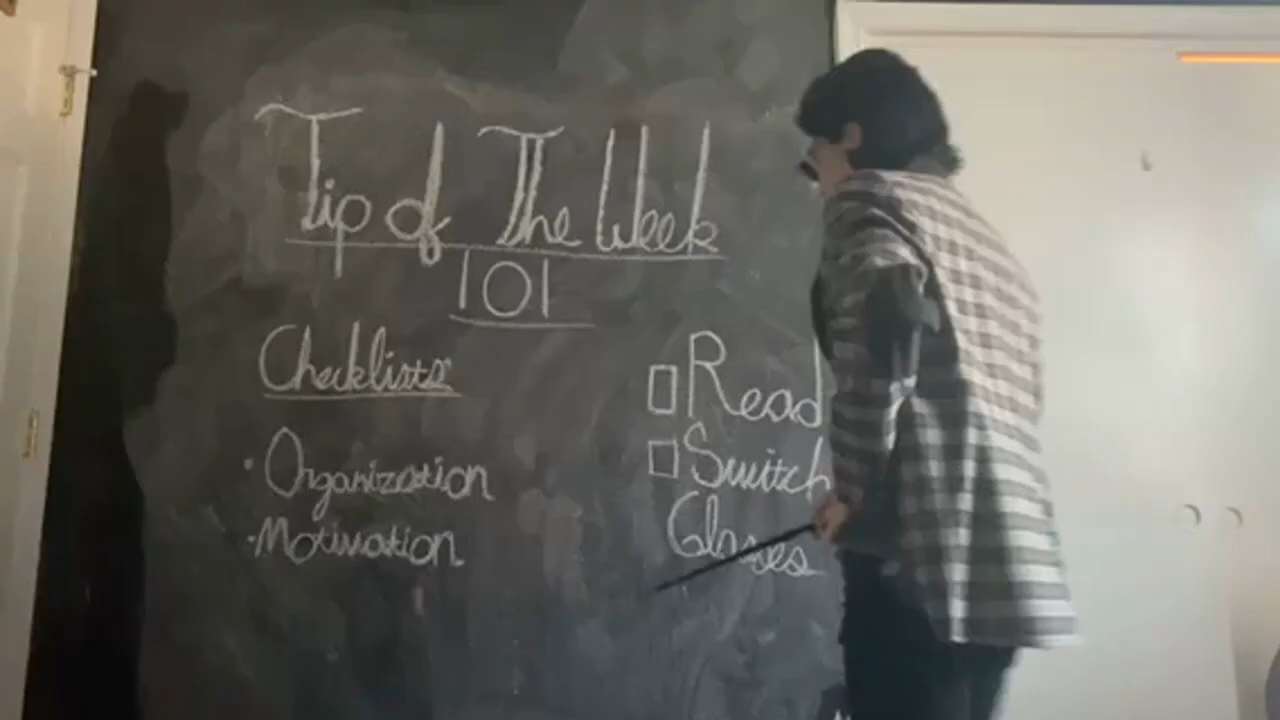 Tip of The Week
101
Checklists
• Organization
• Motivation
□ Read
□ Switch
Glasses